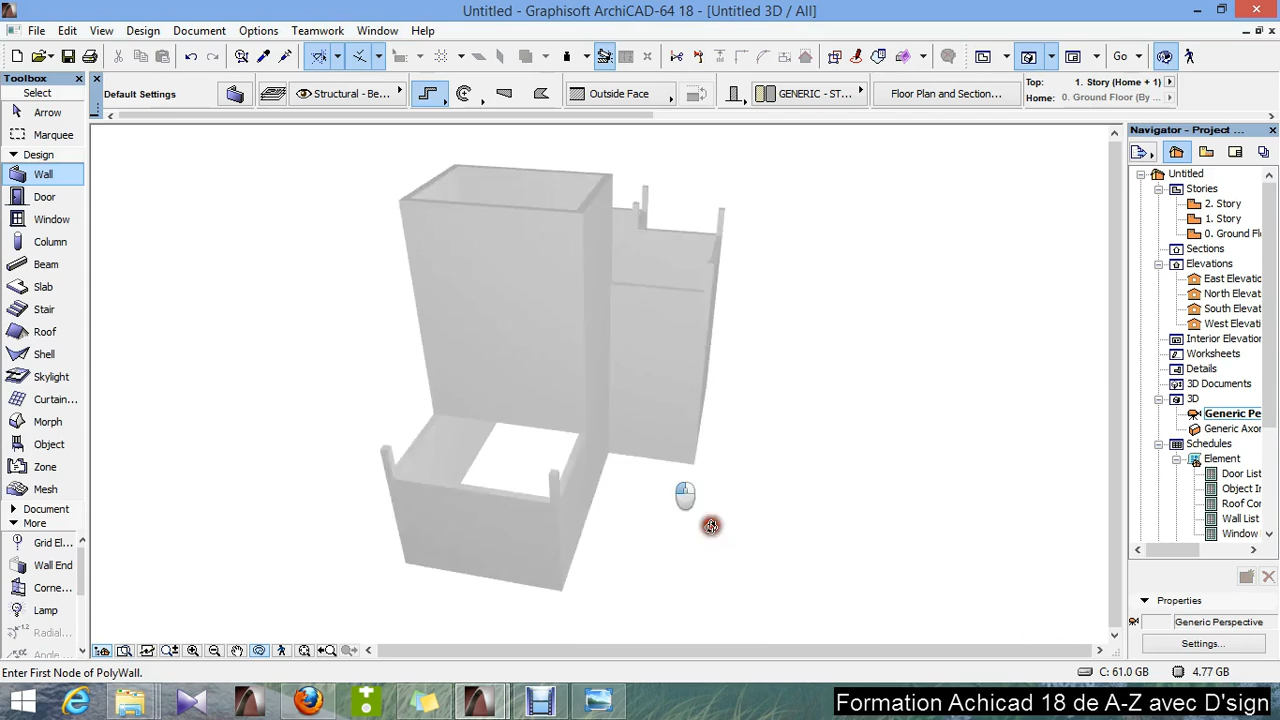 Untitled - Graphisoft ArchiCAD-64 18 - [Untitled 3D / All]
File Edit View Design Document Options Teamwork Window Help
Toolbox
Select
Arrow
Marquee
Design
Wall
Door
Window
Column
Beam
Slab
Stair
Roof
Shell
Skylight
Curtain...
Morph
Object
Zone
Mesh
Document
More
Grid El...
Wall End
Corne...
Lamp
Radial...
Angle
Default Settings
Structural - Be...
Outside Face
GENERIC - ST...
Floor Plan and Section...
Top: 1. Story (Home + 1)
Home: 0. Ground Floor (By ...
Go
Navigator - Project ...
Untitled
Stories
2. Story
1. Story
0. Ground Fl
Sections
Elevations
East Elevati
North Elevat
South Elevat
West Elevati
Interior Elevation
Worksheets
Details
3D Documents
3D
Generic Pe
Generic Axon
Schedules
Element
Door List
Object In
Roof Cor
Wall List
Window
Properties
Generic Perspective
Settings...
Enter First Node of PolyWall.
C: 61.0 GB
4.77 GB
Formation Achicad 18 de A-Z avec D'sign